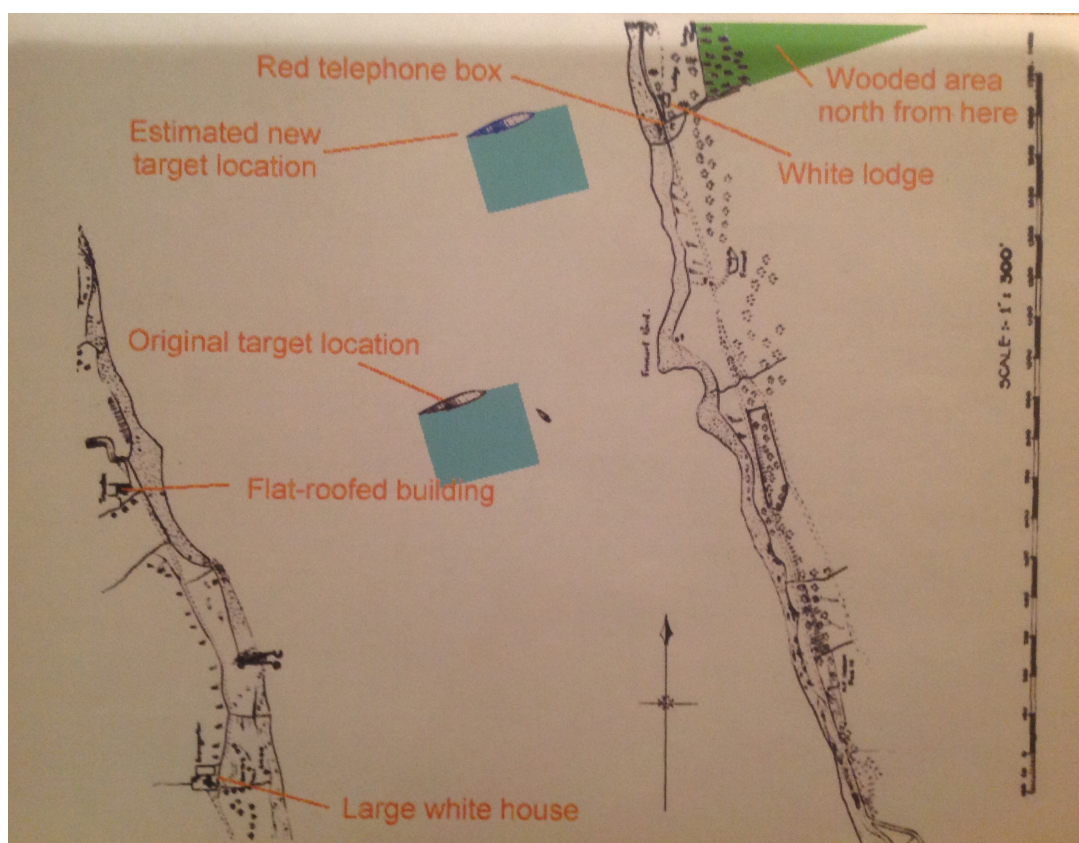 Red telephone box
Wooded area
north from here
Estimated new
target location
White lodge
Original target location
SCALE :- 1" : 300'
Flat-roofed building
Large white house